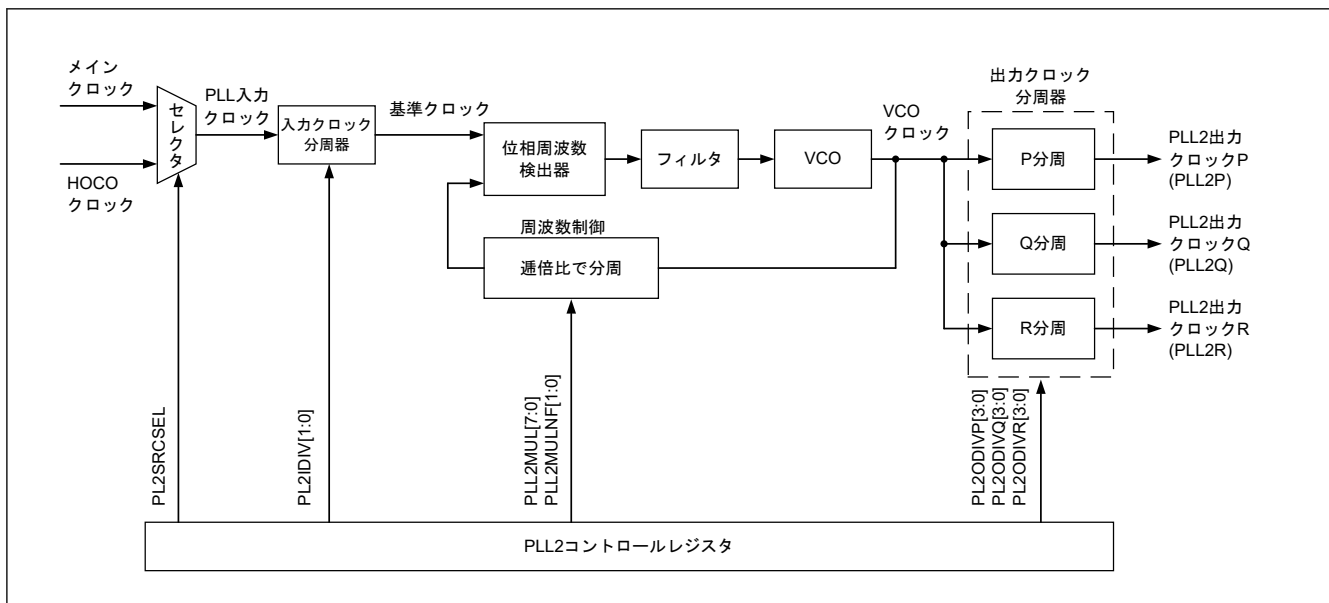 メイン
クロック
HOCO
クロック
セレクタ
PLL入力
クロック
入力クロック
分周器
基準クロック
位相周波数
検出器
フィルタ
VCO
VCO
クロック
周波数制御
逓倍比で分周
出力クロック
分周器
P分周
Q分周
R分周
PLL2出力
クロックP
(PLL2P)
PLL2出力
クロックQ
(PLL2Q)
PLL2出力
クロックR
(PLL2R)
PL2SRCSEL
PL2IDIV[1:0]
PLL2MUL[7:0]
PLL2MULNF[1:0]
PL2ODIVP[3:0]
PL2ODIVQ[3:0]
PL2ODIVR[3:0]
PLL2コントロールレジスタ